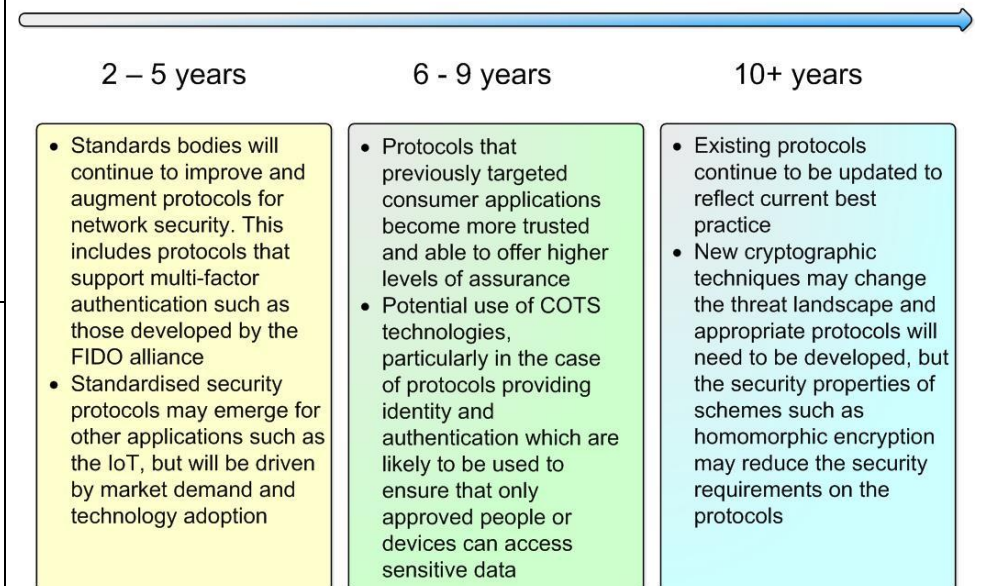 2 – 5 years
6 - 9 years
10+ years
• Standards bodies will
continue to improve and
augment protocols for
network security. This
includes protocols that
support multi-factor
authentication such as
those developed by the
FIDO alliance
• Standardised security
protocols may emerge for
other applications such as
the IoT, but will be driven
by market demand and
technology adoption
• Protocols that
previously targeted
consumer applications
become more trusted
and able to offer higher
levels of assurance
• Potential use of COTS
technologies,
particularly in the case
of protocols providing
identity and
authentication which are
likely to be used to
ensure that only
approved people or
devices can access
sensitive data
• Existing protocols
continue to be updated to
reflect current best
practice
• New cryptographic
techniques may change
the threat landscape and
appropriate protocols will
need to be developed, but
the security properties of
schemes such as
homomorphic encryption
may reduce the security
requirements on the
protocols